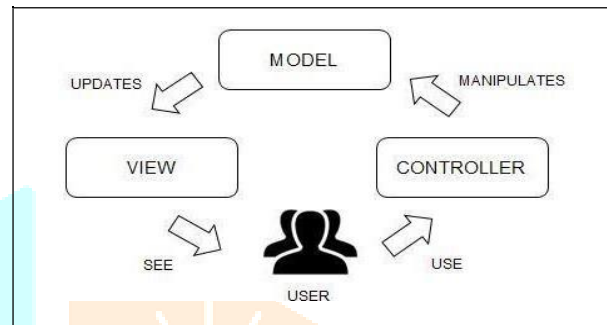 MODEL
UPDATES
MANIPULATES
VIEW
CONTROLLER
SEE
USE
USER